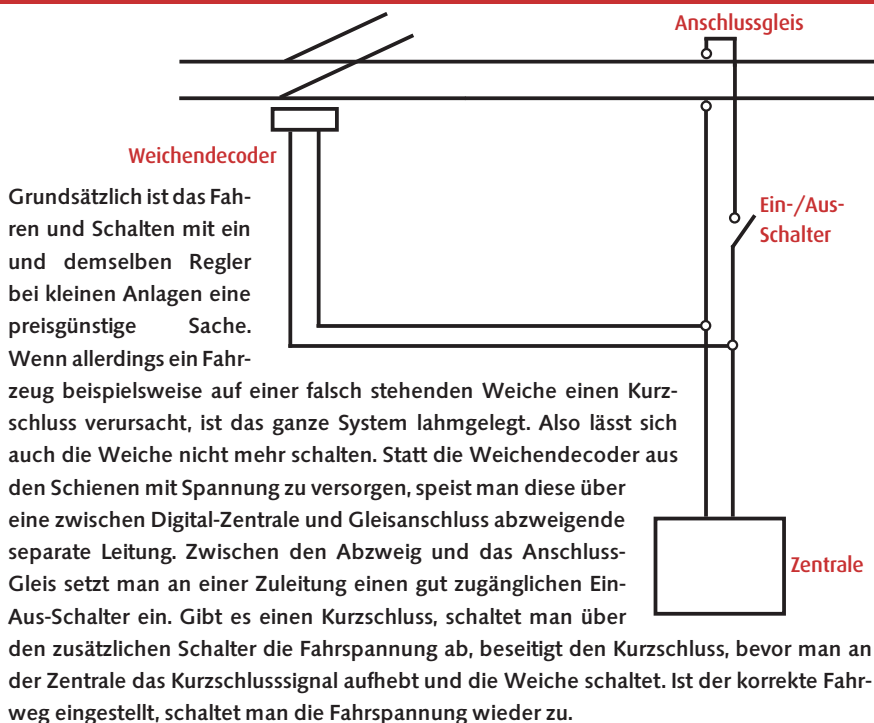 Anschlussgleis
Weichendecoder
Ein-/Aus-
Schalter
Grundsätzlich ist das Fah-
ren und Schalten mit ein
und demselben Regler
bei kleinen Anlagen eine
preisgünstige Sache.
Wenn allerdings ein Fahr-
zeug beispielsweise auf einer falsch stehenden Weiche einen Kurz-
schluss verursacht, ist das ganze System lahmgelegt. Also lässt sich
auch die Weiche nicht mehr schalten. Statt die Weichendecoder aus
den Schienen mit Spannung zu versorgen, speist man diese über
eine zwischen Digital-Zentrale und Gleisanschluss abzweigende
separate Leitung. Zwischen den Abzweig und das Anschluss-
Gleis setzt man an einer Zuleitung einen gut zugänglichen Ein-
Aus-Schalter ein. Gibt es einen Kurzschluss, schaltet man über
den zusätzlichen Schalter die Fahrspannung ab, beseitigt den Kurzschluss, bevor man an
der Zentrale das Kurzschlusssignal aufhebt und die Weiche schaltet. Ist der korrekte Fahr-
weg eingestellt, schaltet man die Fahrspannung wieder zu.
Zentrale